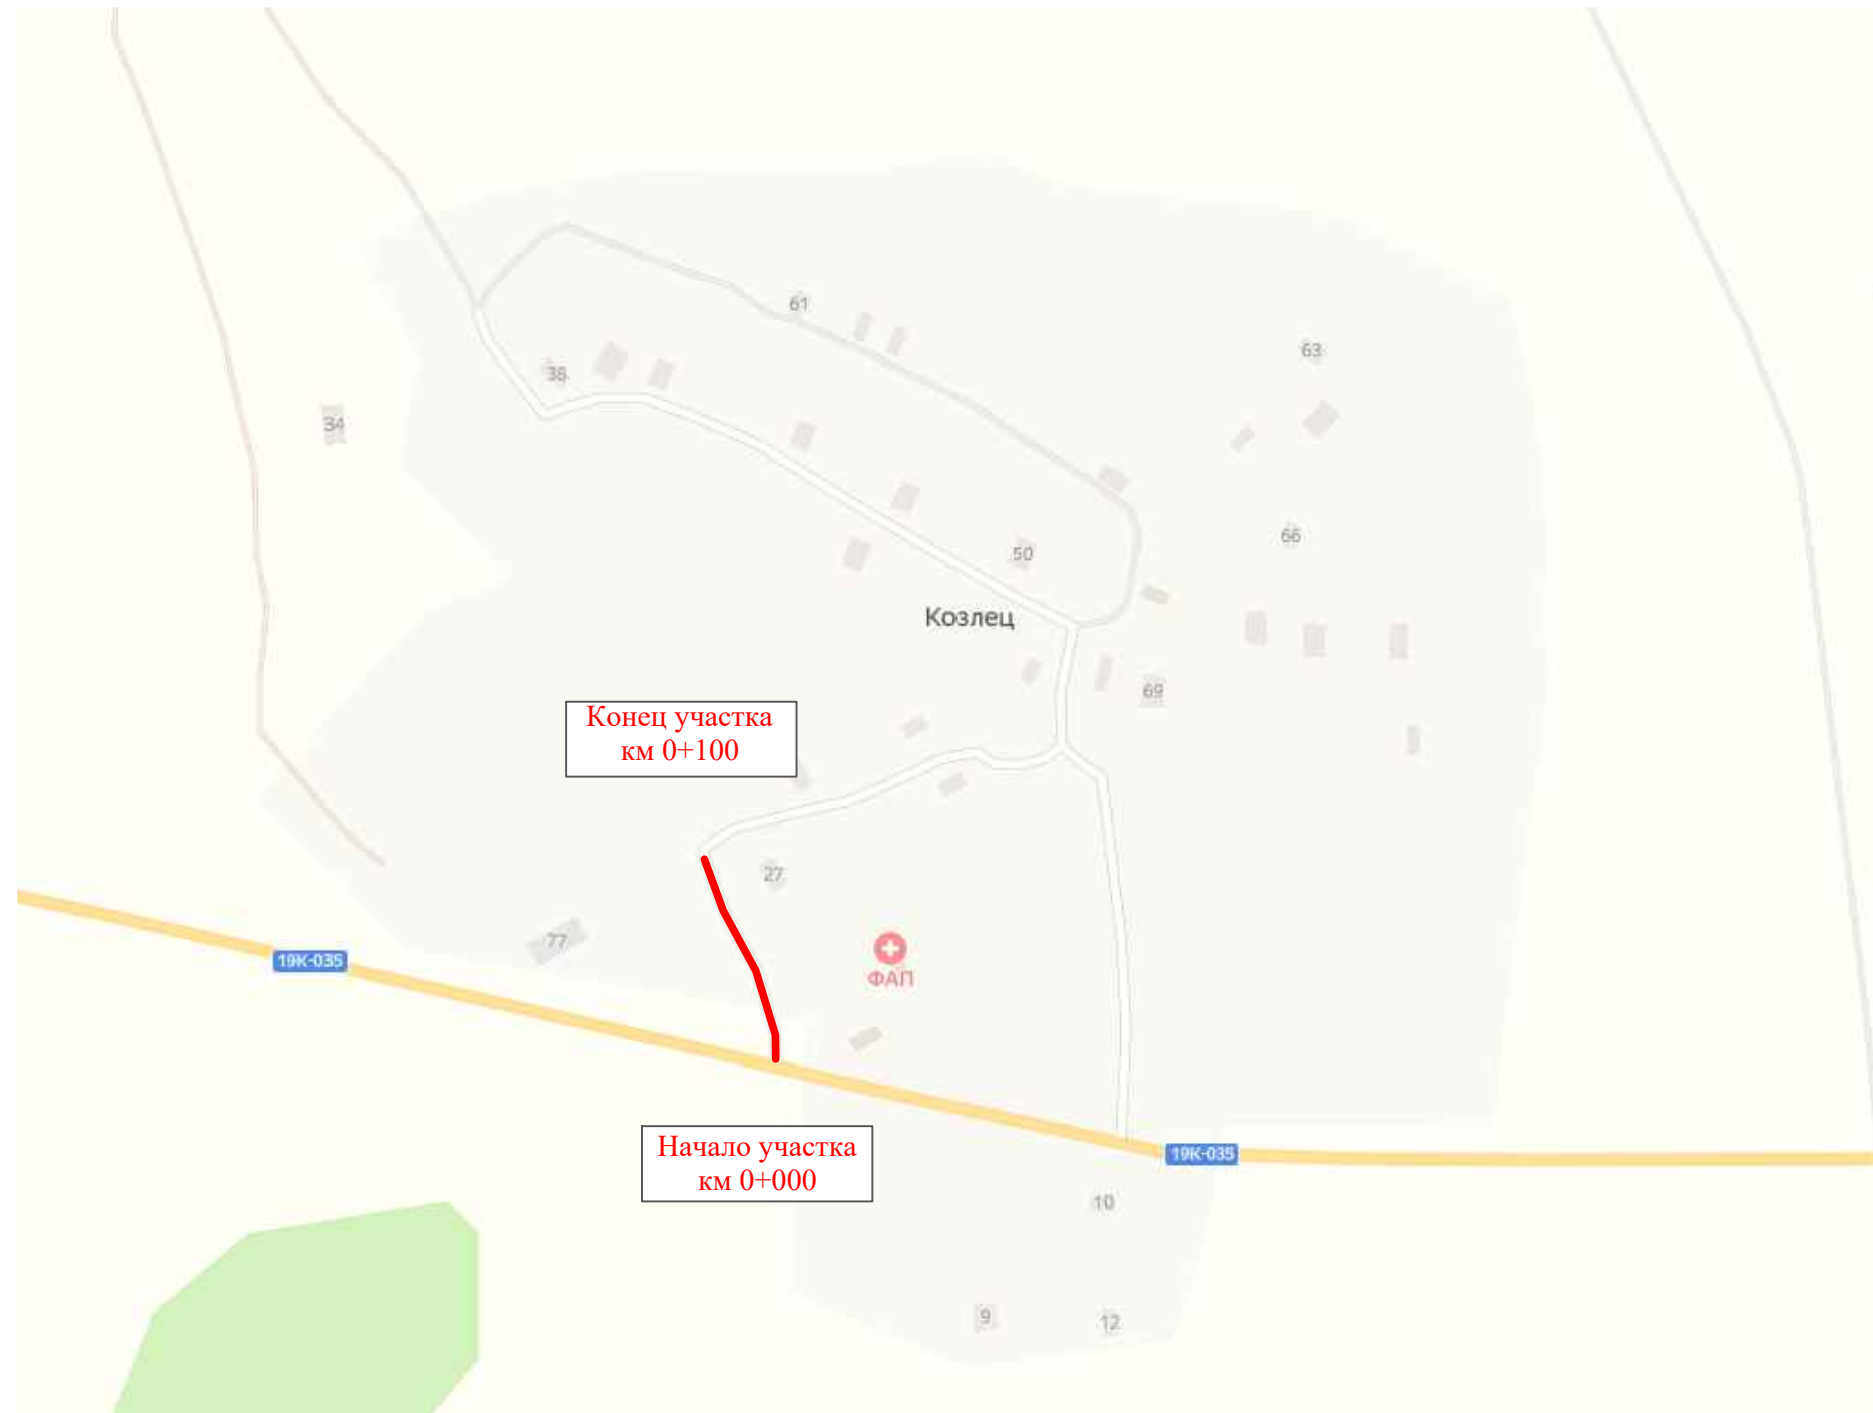 61
63
38
34
66
50
Козлец
69
Конец участка
км 0+100
27
77
ФАП
19К-035
Начало участка
км 0+000
19К-035
10
9
12